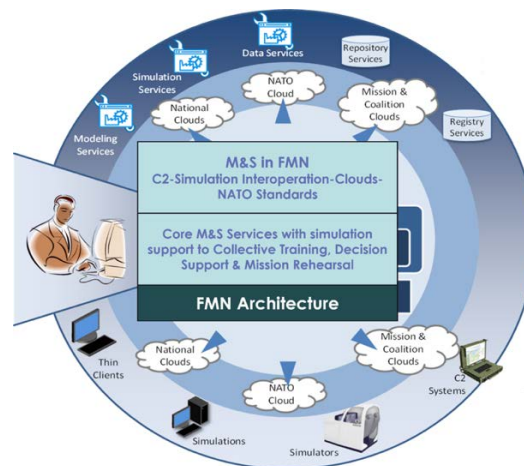 Data Services
Repository
Services
Simulation
Services
NATO
Cloud
National
Clouds
Mission &
Coalition
Clouds
Modeling
Services
Registry
Services
M&S in FMN
C2-Simulation Interoperation-Clouds-
NATO Standards
Core M&S Services with simulation
support to Collective Training, Decision
Support & Mission Rehearsal
FMN Architecture
National
Clouds
Mission &
Coalition
Clouds
Thin
Clients
NATO
Cloud
C2
Systems
Simulations
Simulators